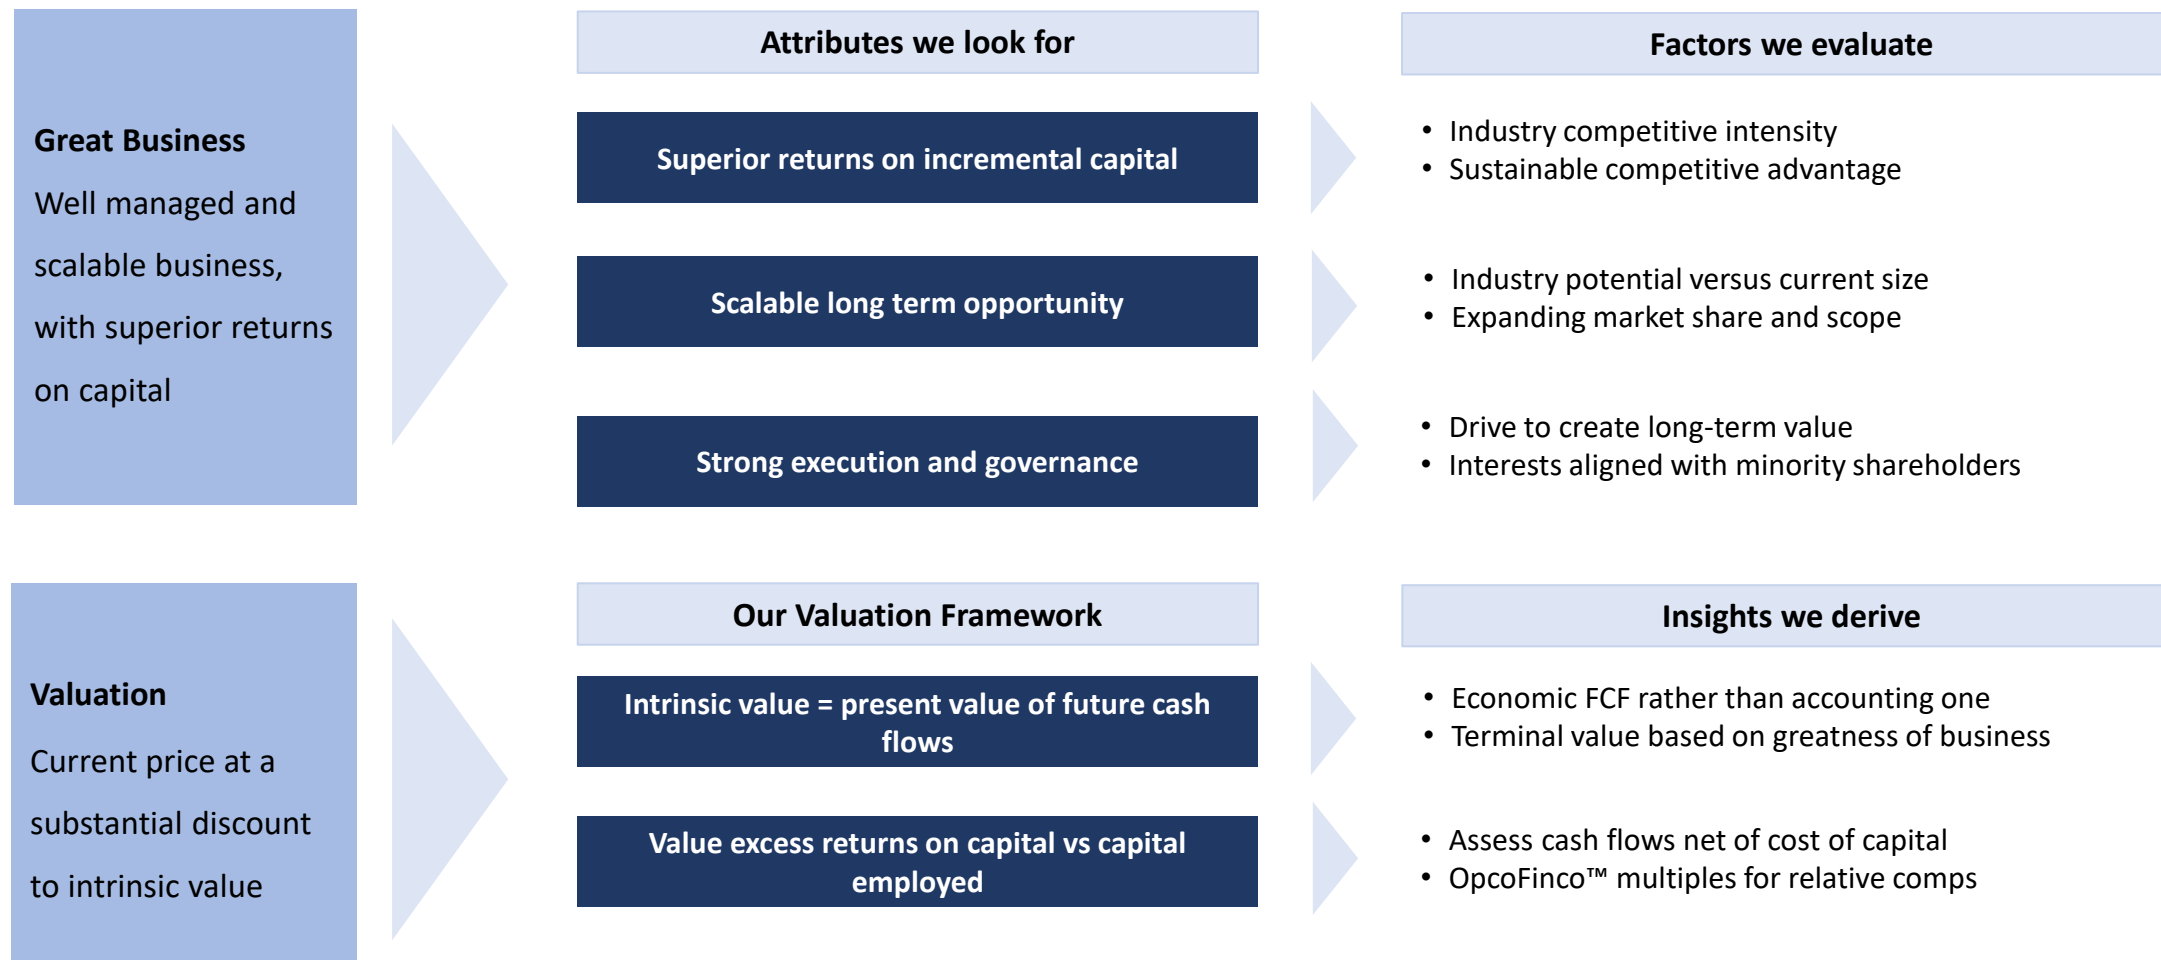 Great Business
Well managed and
scalable business,
with superior returns
on capital
Attributes we look for
Superior returns on incremental capital
Scalable long term opportunity
Strong execution and governance
Factors we evaluate
• Industry competitive intensity
• Sustainable competitive advantage
• Industry potential versus current size
• Expanding market share and scope
• Drive to create long-term value
• Interests aligned with minority shareholders
Valuation
Current price at a
substantial discount
to intrinsic value
Our Valuation Framework
Intrinsic value = present value of future cash
flows
Value excess returns on capital vs capital
employed
Insights we derive
• Economic FCF rather than accounting one
• Terminal value based on greatness of business
• Assess cash flows net of cost of capital
• OpcoFinco™ multiples for relative comps